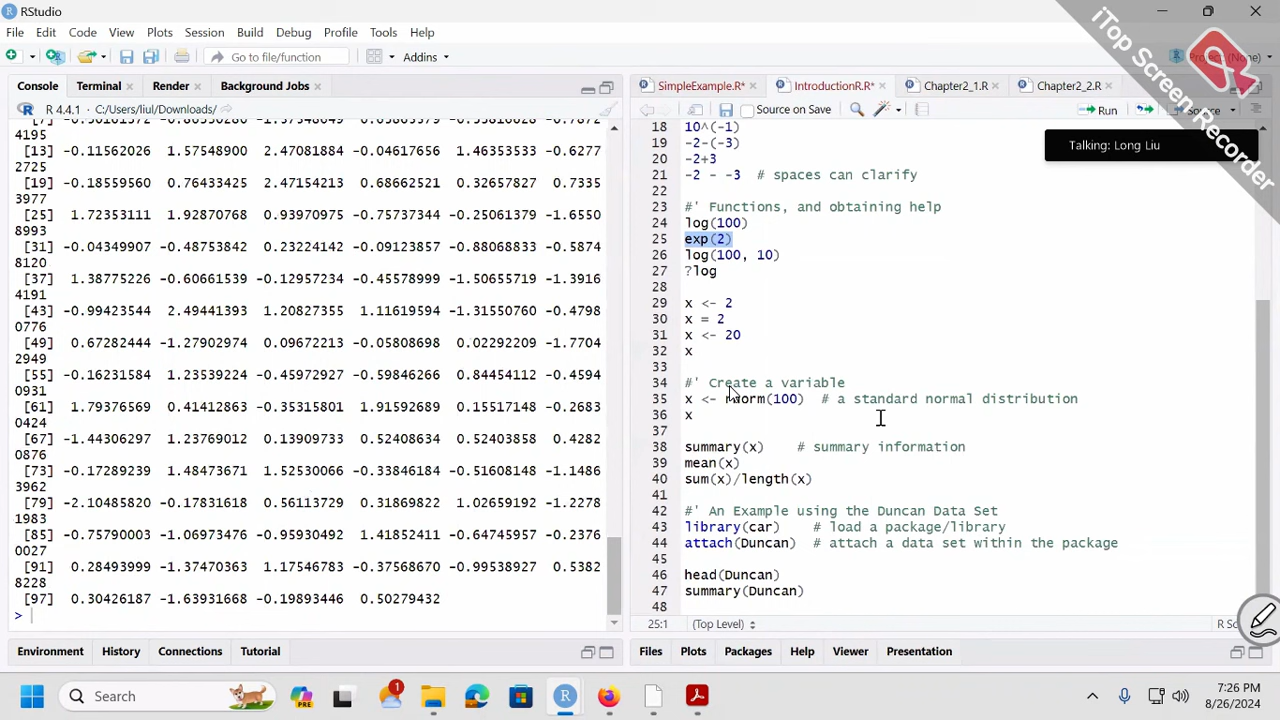 RStudio
File Edit Code View Plots Session Build Debug Profile Tools Help
Go to file/function Addins
Console Terminal Render Background Jobs
R 4.4.1 · C:/Users/liul/Downloads/
4195
[13] -0.11562026 1.57548900 2.47081884 -0.04617656 1.46353353 -0.6277
2725
[19] -0.18559560 0.76433425 2.47154213 0.68662521 0.32657827 0.7335
3977
[25] 1.72353111 1.92870768 0.93970975 -0.75737344 -0.25061379 -1.6550
8993
[31] -0.04349907 -0.48753842 0.23224142 -0.09123857 -0.88068833 -0.5874
8120
[37] 1.38775226 -0.60661539 -0.12957234 -0.45578999 -1.50655719 -1.3916
4191
[43] -0.99423053 2.49441393 1.20827355 1.11619594 -1.31550760 -0.4798
0776
[49] 0.67282444 -1.27902974 0.09672213 -0.05808698 0.02292209 -1.7704
2949
[55] -0.16231584 1.23539224 -0.45972927 -0.59846266 0.84454112 -0.4594
0931
[61] 1.79376569 0.41412863 -0.35315801 1.91592689 0.15517148 -0.2683
0424
[67] -1.44306297 1.23769012 0.13909733 0.52408634 0.83453838 0.4282
0876
[73] -0.17289239 1.48473671 1.52530066 -0.33846184 -0.51608148 -1.1486
3962
[79] -2.10485820 -0.17831618 0.56113729 0.31869822 1.02659192 -1.2278
1983
[85] -0.75790003 -1.06973476 -0.95930492 1.41852411 -0.64745957 -0.2376
0027
[91] 0.28493999 -1.37470363 1.17546783 -0.37568670 -0.99538927 0.5382
8228
[97] 0.30426187 -1.63931668 -0.19893446 0.50279432
>
Environment History Connections Tutorial
SimpleExample.R* IntroductionR.R* Chapter2_1.R Chapter2_2.R
Source on Save Run Source
18 10^(-1)
19 -2-(-3)
20 -2+3
21 -2 - -3 # spaces can clarify
22
23 #' Functions, and obtaining help
24 log(100)
25 exp(2)
26 log(100, 10)
27 ?log
28
29 x <- 2
30 x = 2
31 x <- 20
32 x
33
34 #' Create a variable
35 x <- rnorm(100) # a standard normal distribution
36 x
37
38 summary(x) # summary information
39 mean(x)
40 sum(x)/length(x)
41
42 #' An Example using the Duncan Data Set
43 library(car) # load a package/library
44 attach(Duncan) # attach a data set within the package
45
46 head(Duncan)
47 summary(Duncan)
48
25:1 (Top Level) R Sc
Files Plots Packages Help Viewer Presentation
Talking: Long Liu
iTop Screen Recorder
Search
PRE
1
7:26 PM
8/26/2024